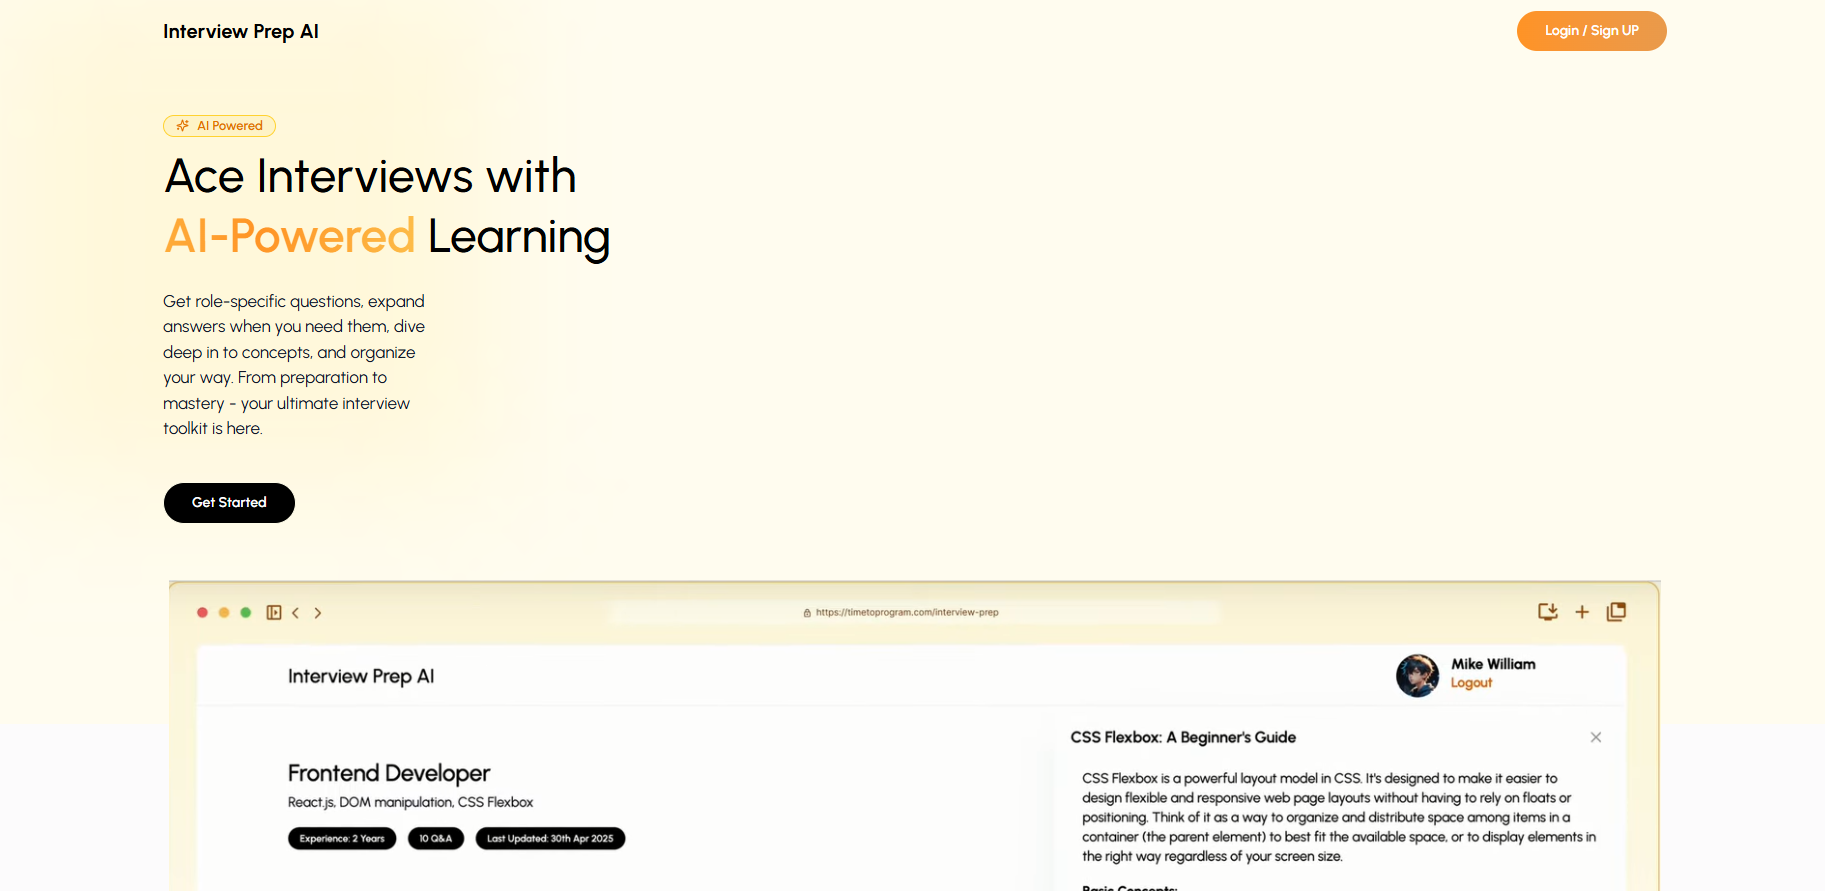 Interview Prep AI
Login / Sign UP
AI Powered
Ace Interviews with
AI-Powered Learning
Get role-specific questions, expand
answers when you need them, dive
deep in to concepts, and organize
your way. From preparation to
mastery - your ultimate interview
toolkit is here.
Get Started
https://timetoprogram.com/interview-prep
Interview Prep AI
Mike William
Logout
Frontend Developer
React.js, DOM manipulation, CSS Flexbox
Experience: 2 Years
10 Q&A
Last Updated: 30th Apr 2025
CSS Flexbox: A Beginner's Guide
CSS Flexbox is a powerful layout model in CSS. It's designed to make it easier to
design flexible and responsive web page layouts without having to rely on floats or
positioning. Think of it as a way to organize and distribute space among items in a
container (the parent element) to best fit the available space, or to display elements in
the right way regardless of your screen size.
Basic Concepts: